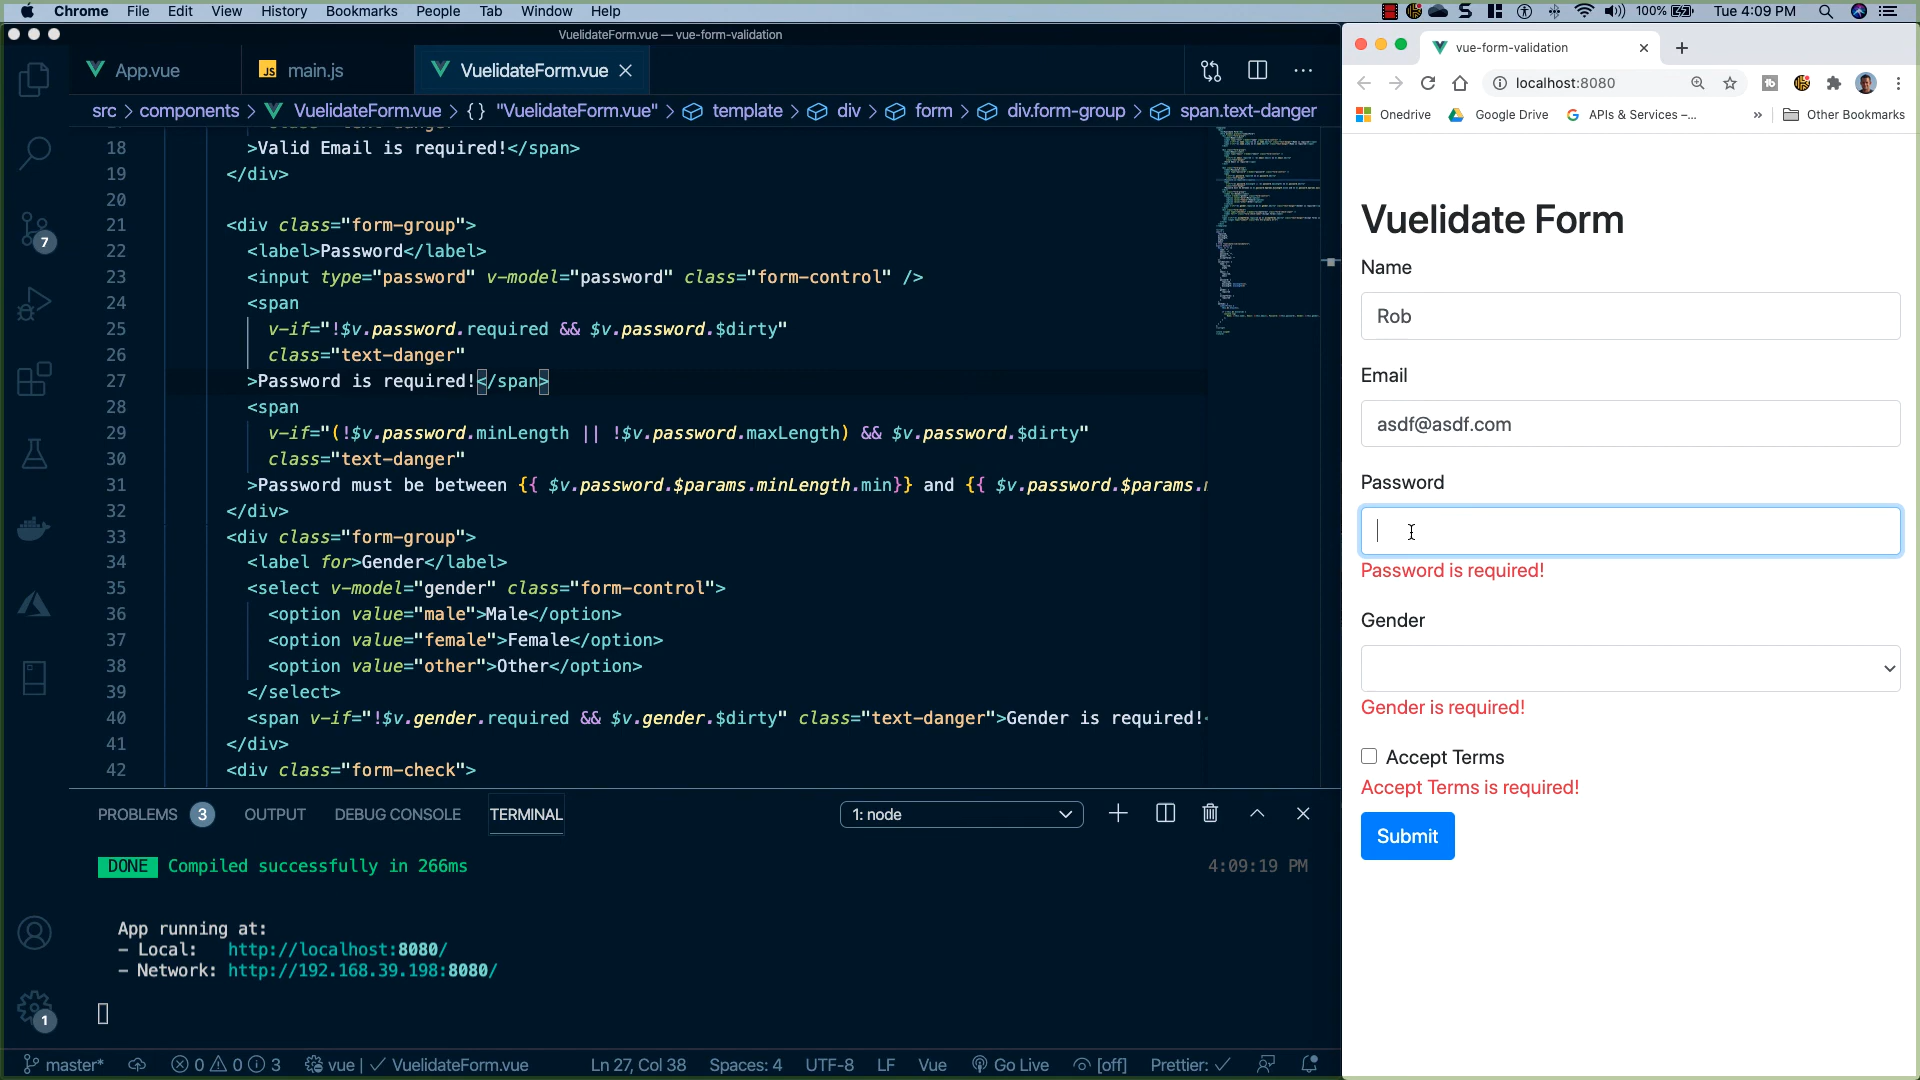 Chrome File Edit View History Bookmarks People Tab Window Help
100% Tue 4:09 PM
VuelidateForm.vue — vue-form-validation
App.vue
JS main.js
VuelidateForm.vue
src > components > VuelidateForm.vue > {} "VuelidateForm.vue" > template > div > form > div.form-group > span.text-danger
18 >Valid Email is required!</span>
19 </div>
20
21 <div class="form-group">
22 <label>Password</label>
23 <input type="password" v-model="password" class="form-control" />
24 <span
25 v-if="!$v.password.required && $v.password.$dirty"
26 class="text-danger"
27 >Password is required!</span>
28 <span
29 v-if="(!$v.password.minLength || !$v.password.maxLength) && $v.password.$dirty"
30 class="text-danger"
31 >Password must be between {{ $v.password.$params.minLength.min}} and {{ $v.password.$params.
32 </div>
33 <div class="form-group">
34 <label for>Gender</label>
35 <select v-model="gender" class="form-control">
36 <option value="male">Male</option>
37 <option value="female">Female</option>
38 <option value="other">Other</option>
39 </select>
40 <span v-if="!$v.gender.required && $v.gender.$dirty" class="text-danger">Gender is required!<
41 </div>
42 <div class="form-check">
7
1
PROBLEMS 3 OUTPUT DEBUG CONSOLE TERMINAL
1: node
DONE Compiled successfully in 266ms
4:09:19 PM
App running at:
- Local: http://localhost:8080/
- Network: http://192.168.39.198:8080/
master* 0 0 3 vue | ✓ VuelidateForm.vue
Ln 27, Col 38 Spaces: 4 UTF-8 LF Vue Go Live [off] Prettier: ✓
vue-form-validation
localhost:8080
Onedrive Google Drive APIs & Services –... » Other Bookmarks
Vuelidate Form
Name
Rob
Email
asdf@asdf.com
Password
Password is required!
Gender
Gender is required!
Accept Terms
Accept Terms is required!
Submit